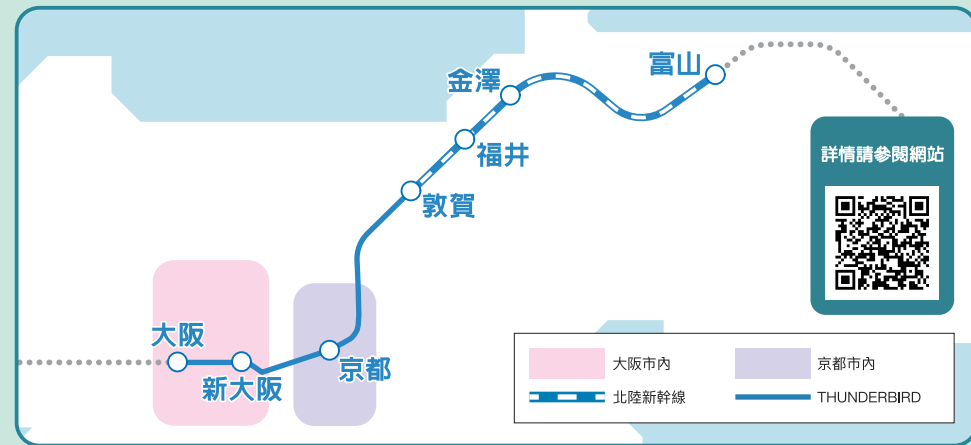 富山
金澤
福井
敦賀
詳情請參閱網站
大阪
新大阪
京都
大阪市內
京都市內
北陸新幹線
THUNDERBIRD